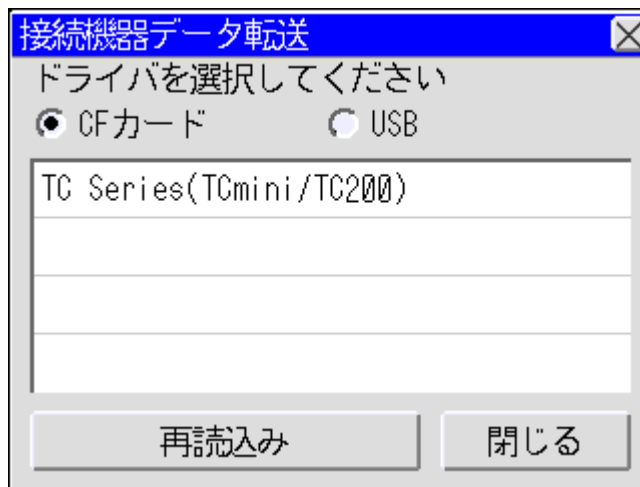 接続機器データ転送
ドライバを選択してください
CFカード USB
TC Series(TCmini/TC200)
再読込み 閉じる